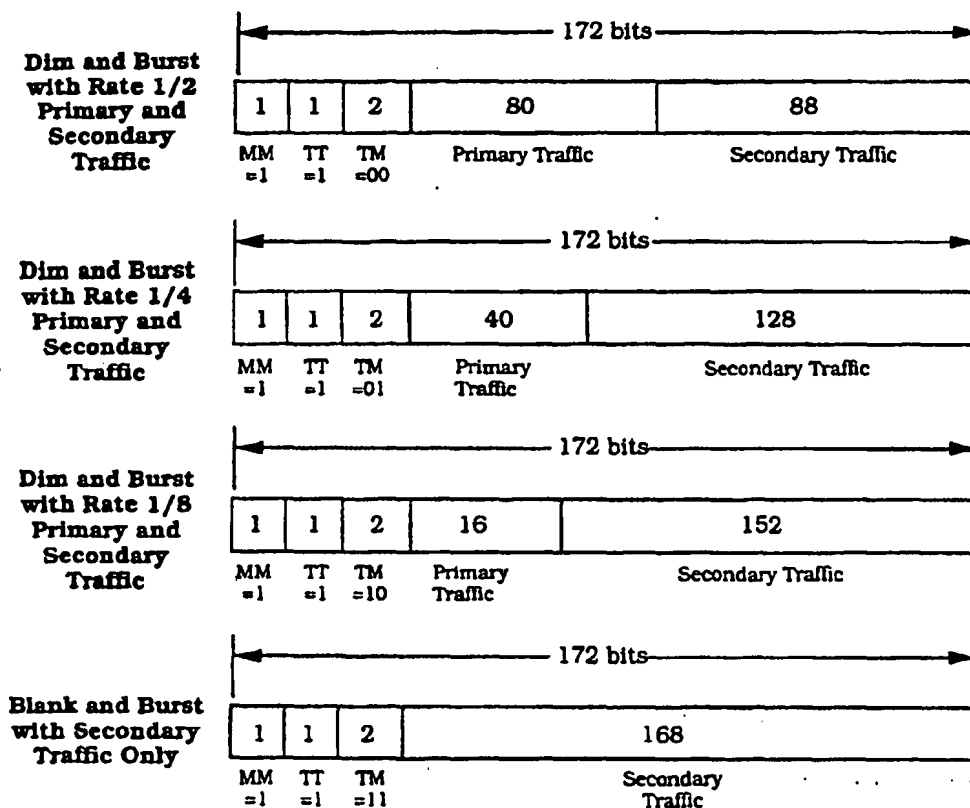 172 bits
Dim and Burst
with Rate 1/2
Primary and
Secondary
Traffic
1 1 2 80 88
MM TT TM Primary Traffic Secondary Traffic
=1 =1 =00
172 bits
Dim and Burst
with Rate 1/4
Primary and
Secondary
Traffic
1 1 2 40 128
MM TT TM Primary Secondary Traffic
=1 =1 =01 Traffic
172 bits
Dim and Burst
with Rate 1/8
Primary and
Secondary
Traffic
1 1 2 16 152
MM TT TM Primary Secondary Traffic
=1 =1 =10 Traffic
172 bits
Blank and Burst
with Secondary
Traffic Only
1 1 2 168
MM TT TM Secondary
=1 =1 =11 Traffic